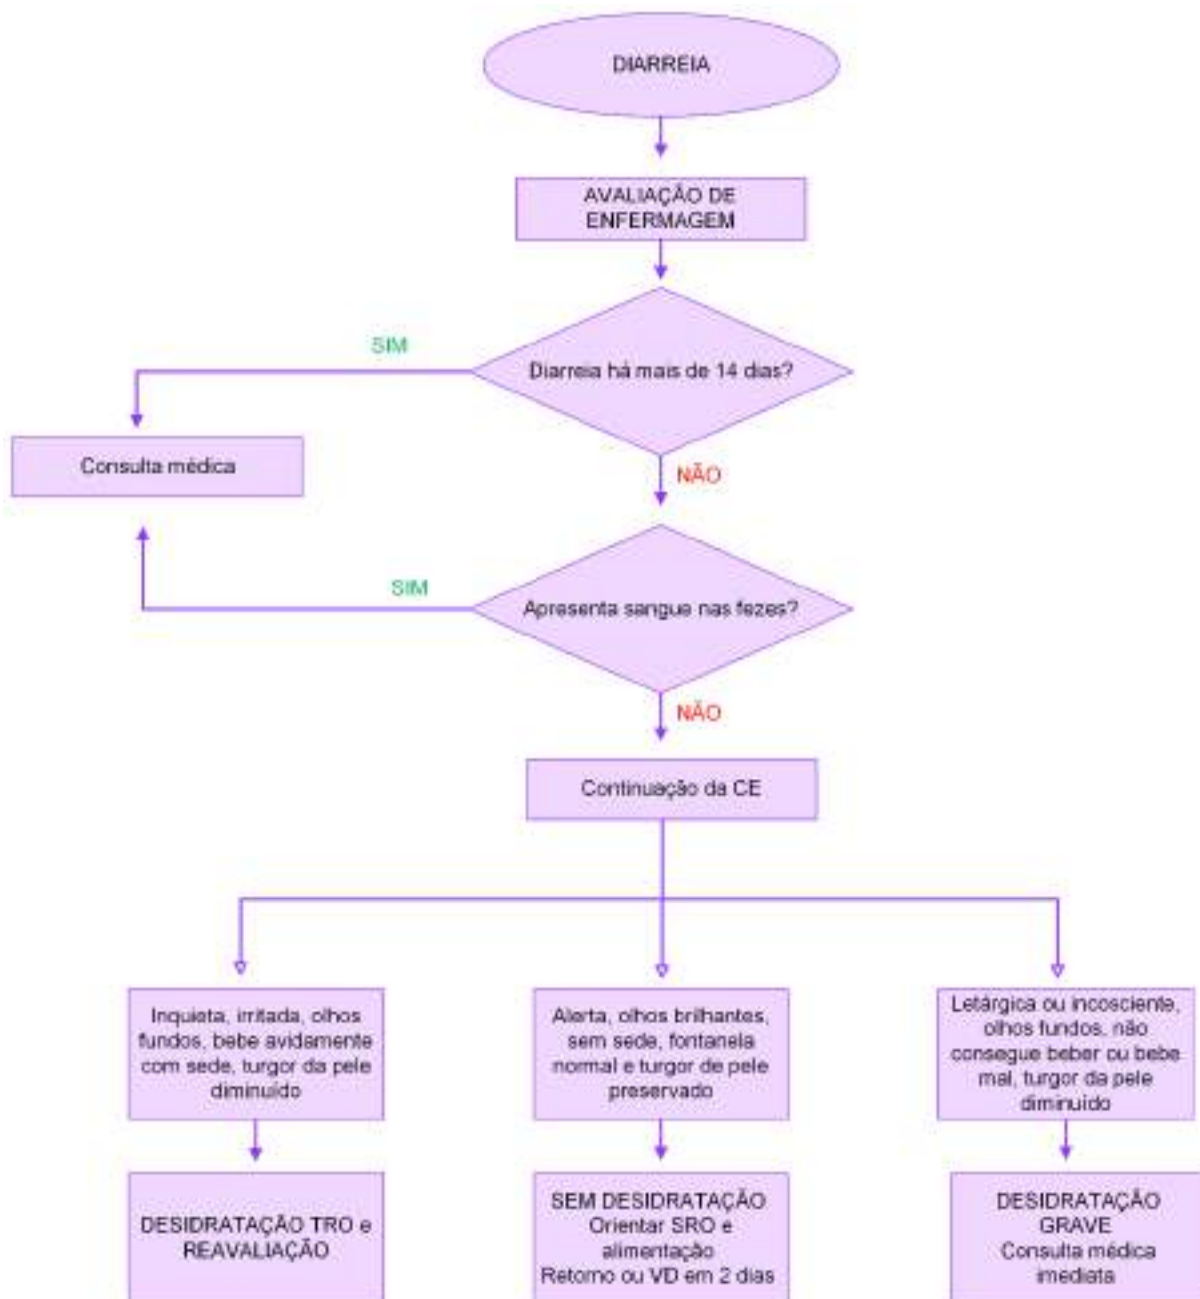 DIARREIA
AVALIAÇÃO DE
ENFERMAGEM
SIM
Diarreia há mais de 14 dias?
Consulta médica
NÃO
SIM
Apresenta sangue nas fezes?
NÃO
Continuação da CE
Inquieta, irritada, olhos
fundos, bebe avidamente
com sede, turgor da pele
diminuído
Alerta, olhos brilhantes,
sem sede, fontanela
normal e turgor de pele
preservado
Letárgica ou incosciente,
olhos fundos, não
consegue beber ou bebe
mal, turgor da pele
diminuído
DESIDRATAÇÃO TRO e
REAVALIAÇÃO
SEM DESIDRATAÇÃO
Orientar SRO e
alimentação
Retorno ou VD em 2 dias
DESIDRATAÇÃO
GRAVE
Consulta médica
imediata